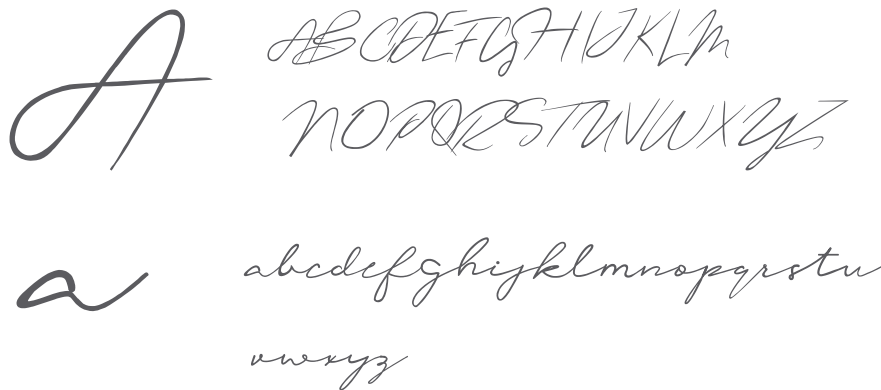 A
ABCDEFGHIJKLM
NOPQRSTUVWXYZ
a
abcdefghijklmnopqrstu
vwxyz